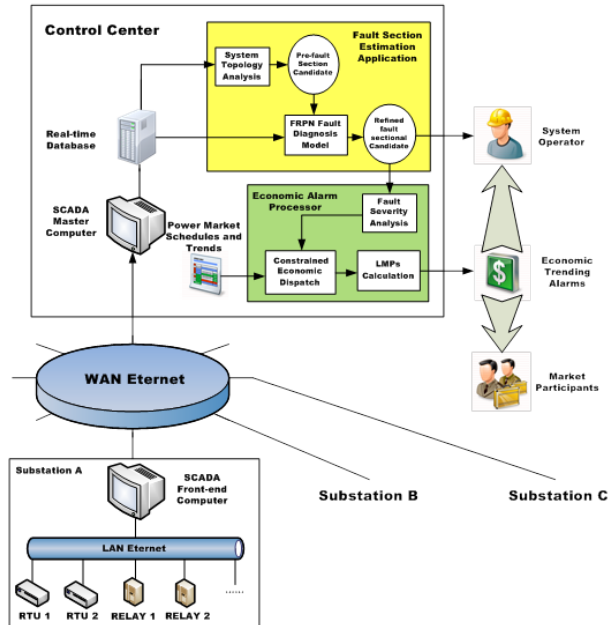 Control Center
Fault Section
Estimation
Application
System
Topology
Analysis
Pre-fault
Section
Candidate
Real-time
Database
FRPN Fault
Diagnosis
Model
Refined
fault
sectional
Candidate
System
Operator
SCADA
Master
Computer
Economic Alarm
Processor
Fault
Severity
Analysis
Power Market
Schedules and
Trends
Constrained
Economic
Dispatch
LMPs
Calculation
$
Economic
Trending
Alarms
WAN Eternet
Market
Participants
Substation A
SCADA
Front-end
Computer
Substation B
Substation C
LAN Eternet
......
RTU 1
RTU 2
RELAY 1
RELAY 2